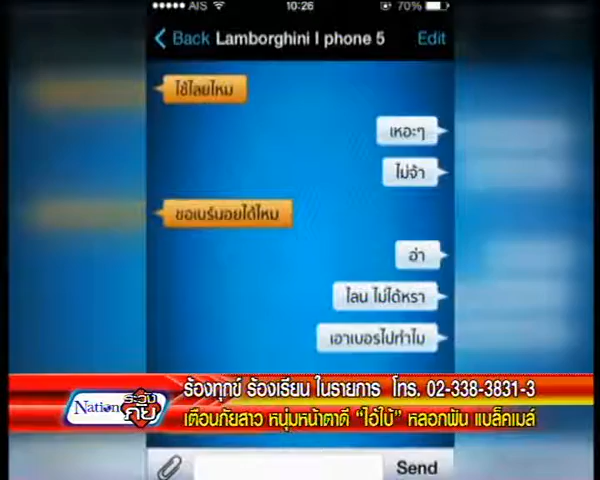 AIS 10:26 70%
Back Lamborghini I phone 5 Edit
ใช้ไลยไหม
เหอะๆ
ไม่จ้า
ขอเบร์นอยได้ไหม
อ่า
ไลน ไม่ได้หรา
เอาเบอรไปทำไม
ร้องทุกข์ ร้องเรียน ในรายการ โทร. 02-338-3831-3
Nation ระวังภัย
เตือนภัยสาว หนุ่มหน้าตาดี “ไอ้ใบ้” หลอกฟัน แบล็คเมล์
Send